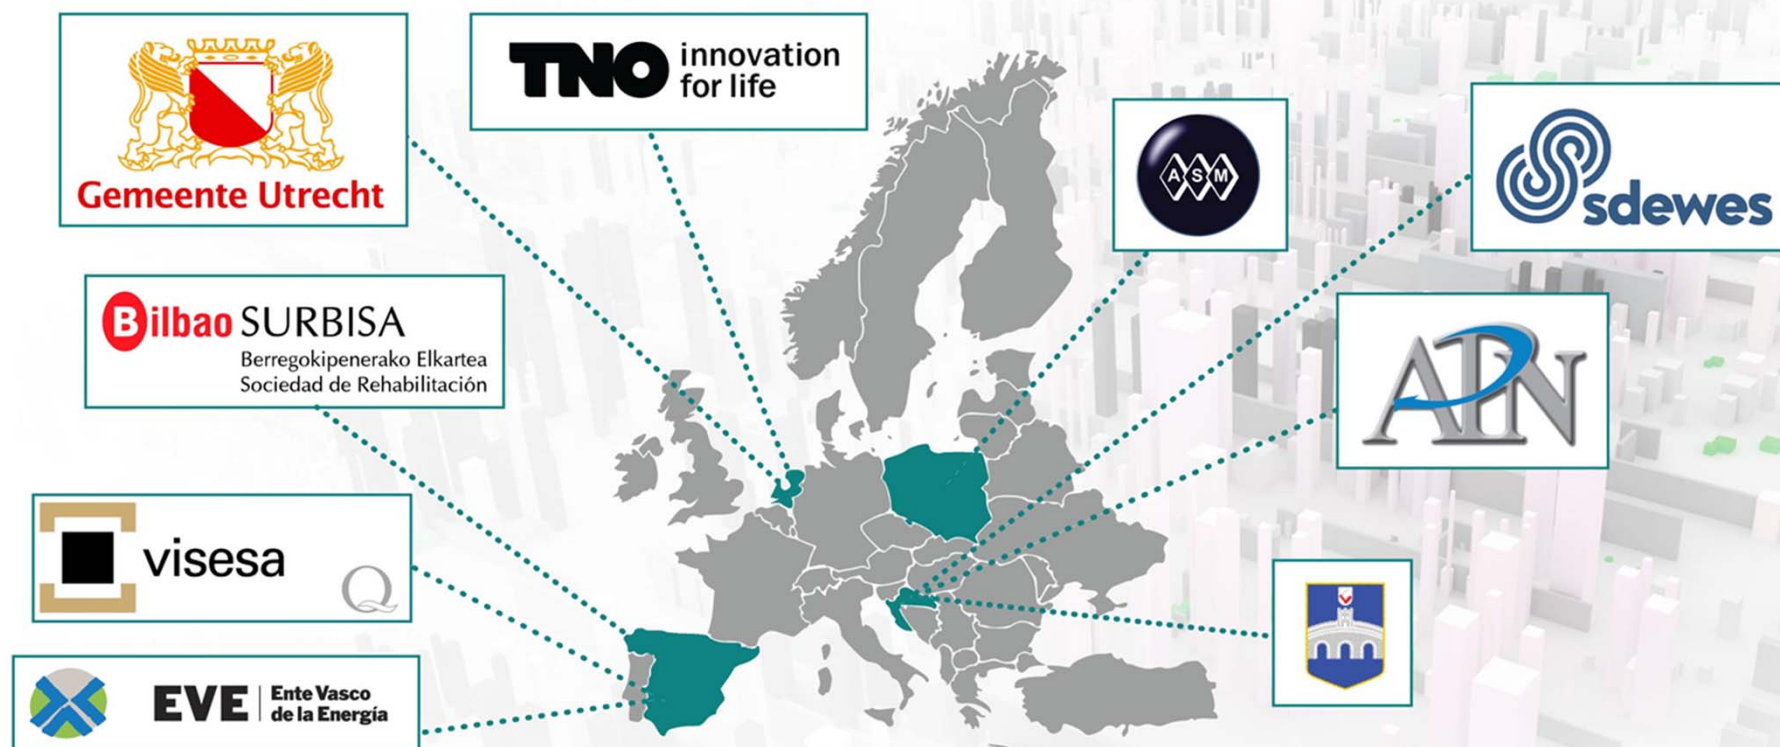 Gemeente Utrecht
TNO innovation
for life
ASM
sdewes
Bilbao SURBISA
Berregokipenerako Elkartea
Sociedad de Rehabilitación
APN
visesa
Q
EVE Ente Vasco
de la Energía